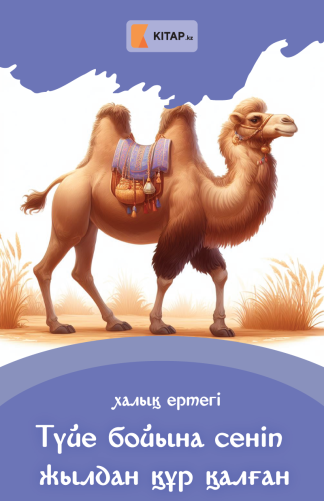 KITAP.kz
халық ертегі
Түйе бойына сеніп
жылдан құр қалған